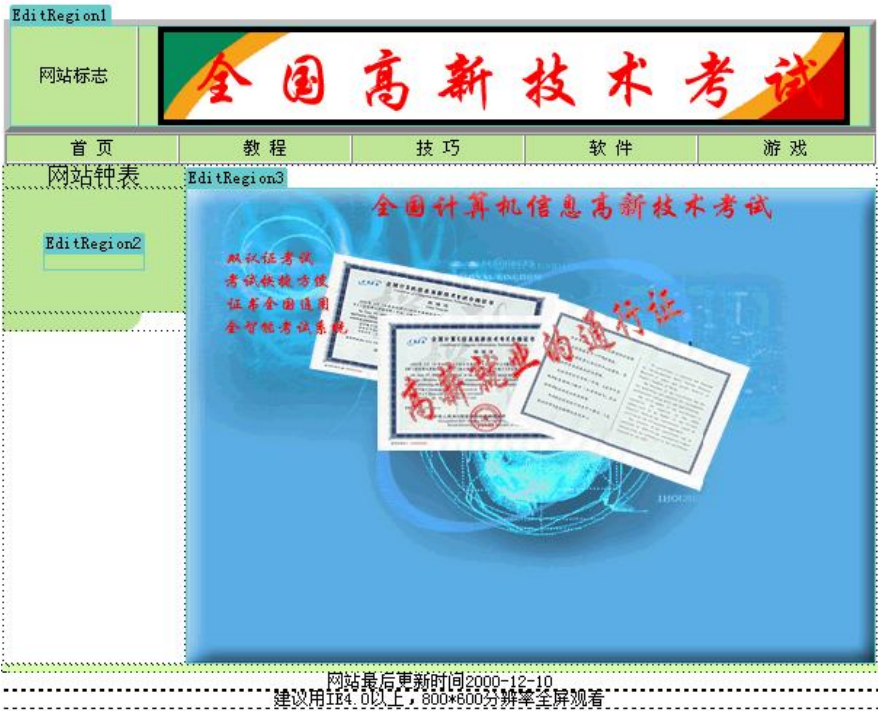 EditRegion1
网站标志
全国高新技术考试
首页 教程 技巧 软件 游戏
网站钟表
EditRegion2
EditRegion3
全国计算机信息高新技术考试
双认证考试
考试快捷方便
证书全国通用
全智能考试系统
高薪就业的通行证
网站最后更新时间2000-12-10
建议用IE4.0以上，800*600分辨率全屏观看